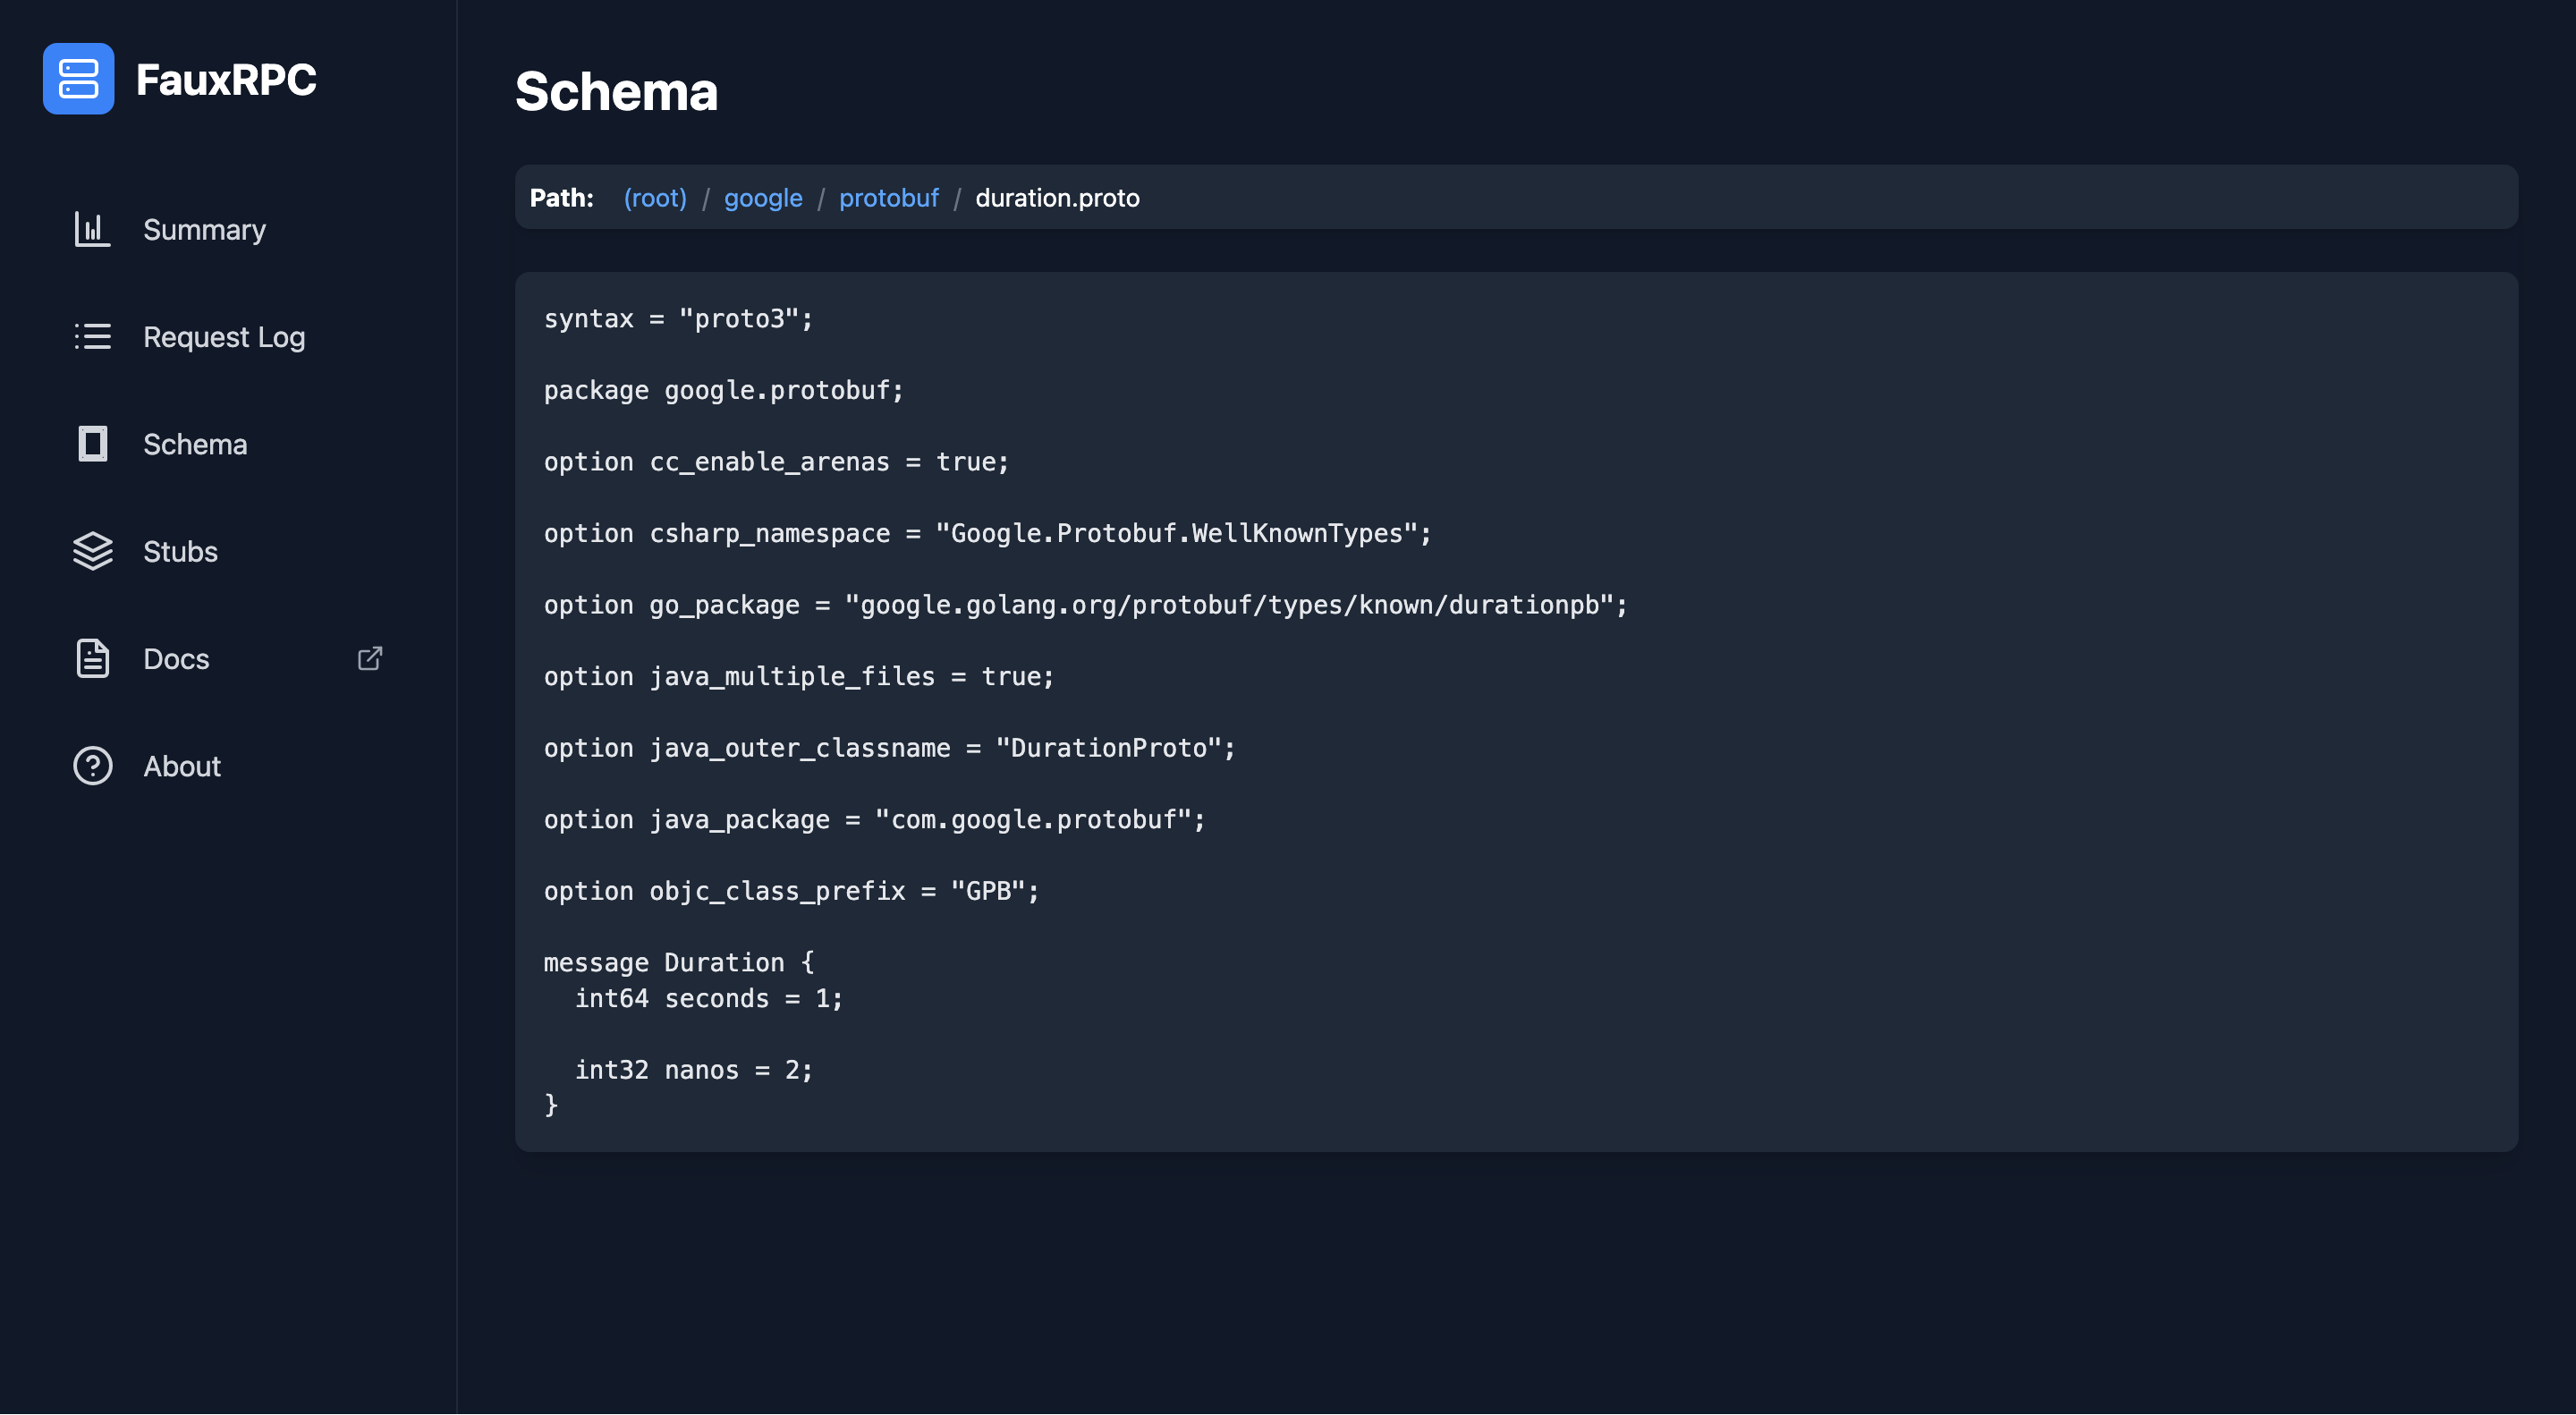 FauxRPC
Summary
Request Log
Schema
Stubs
Docs
About
Schema
Path: (root) / google / protobuf / duration.proto
syntax = "proto3";
package google.protobuf;
option cc_enable_arenas = true;
option csharp_namespace = "Google.Protobuf.WellKnownTypes";
option go_package = "google.golang.org/protobuf/types/known/durationpb";
option java_multiple_files = true;
option java_outer_classname = "DurationProto";
option java_package = "com.google.protobuf";
option objc_class_prefix = "GPB";
message Duration {
  int64 seconds = 1;
  int32 nanos = 2;
}